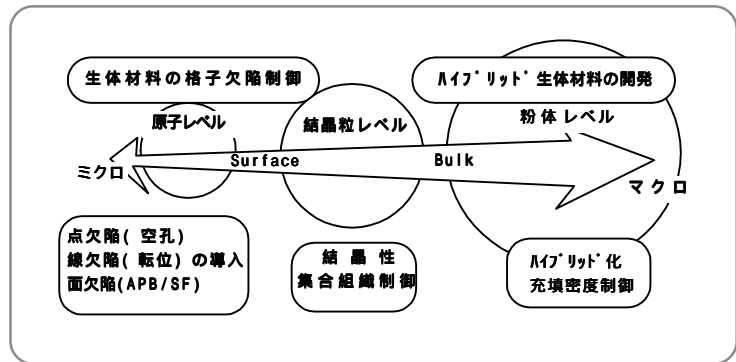 生体材料の格子欠陥制御
ﾊｲﾌﾞﾘｯﾄﾞ生体材料の開発
原子レベル
結晶粒レベル
粉体レベル
Surface
Bulk
ミクロ
マクロ
点欠陥( 空孔)
線欠陥( 転位) の導入
面欠陥(APB/SF)
結晶性
集合組織制御
ﾊｲﾌﾞﾘｯﾄﾞ化
充填密度制御